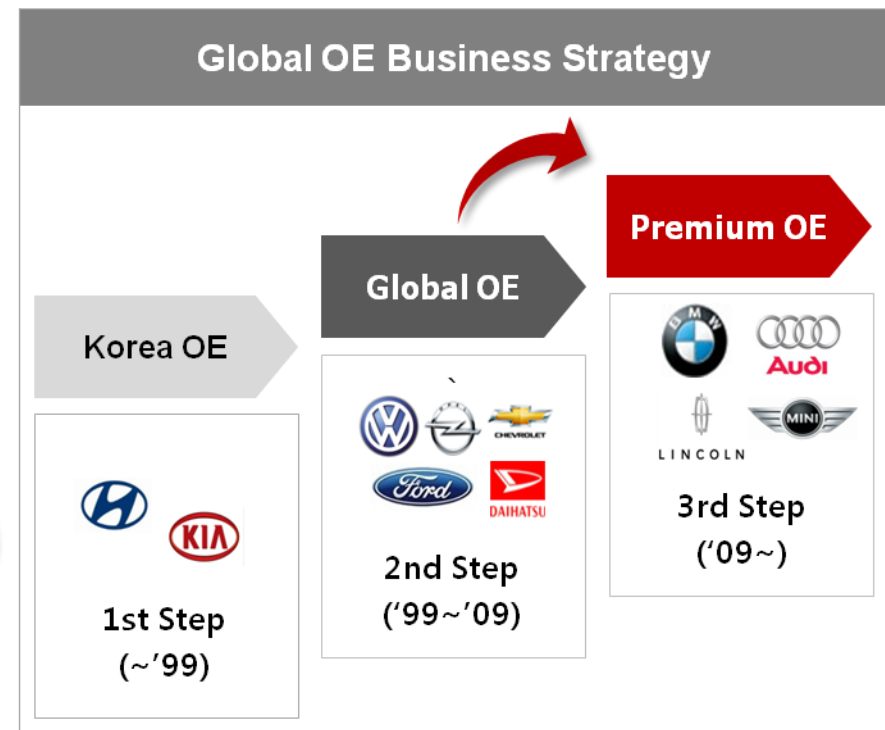 Global OE Business Strategy
Korea OE
KIA
1st Step
(~’99)
Global OE
`
CHEVROLET
Ford
DAIHATSU
2nd Step
(‘99~’09)
Premium OE
BMW
Audi
LINCOLN
MINI
3rd Step
(‘09~)